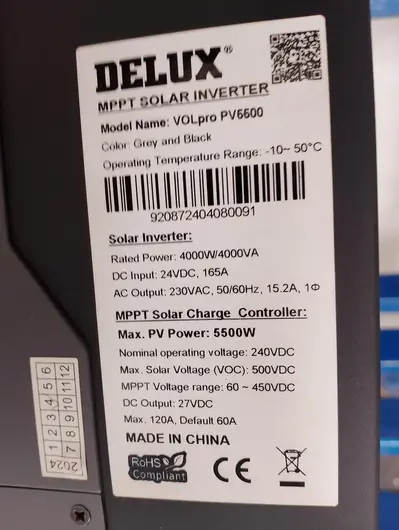 DELUX®
MPPT SOLAR INVERTER
Model Name: VOLpro PV5500
Color: Grey and Black
Operating Temperature Range: -10~ 50°C
920872404080091
Solar Inverter:
Rated Power: 4000W/4000VA
DC Input: 24VDC, 165A
AC Output: 230VAC, 50/60Hz, 15.2A, 1Φ
MPPT Solar Charge Controller:
Max. PV Power: 5500W
Nominal operating voltage: 240VDC
Max. Solar Voltage (VOC): 500VDC
MPPT Voltage range: 60 ~ 450VDC
DC Output: 27VDC
Max. 120A, Default 60A
MADE IN CHINA
RoHS
Compliant
CE
2024
1 2 3 4 5 6
7 8 9 10 11 12